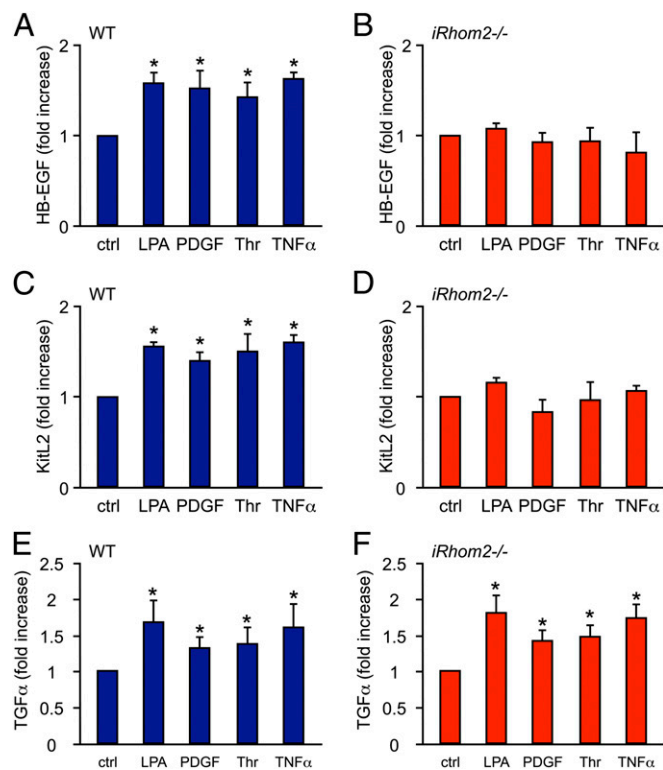 A
WT
HB-EGF (fold increase)
2
1
0
* * * *
ctrl LPA PDGF Thr TNFα
B
iRhom2-/-
HB-EGF (fold increase)
2
1
0
ctrl LPA PDGF Thr TNFα
C
WT
KitL2 (fold increase)
2
1
0
* * * *
ctrl LPA PDGF Thr TNFα
D
iRhom2-/-
KitL2 (fold increase)
2
1
0
ctrl LPA PDGF Thr TNFα
E
WT
TGFα (fold increase)
2.5
2
1.5
1
0.5
0
* * * *
ctrl LPA PDGF Thr TNFα
F
iRhom2-/-
TGFα (fold increase)
2.5
2
1.5
1
0.5
0
* * * *
ctrl LPA PDGF Thr TNFα